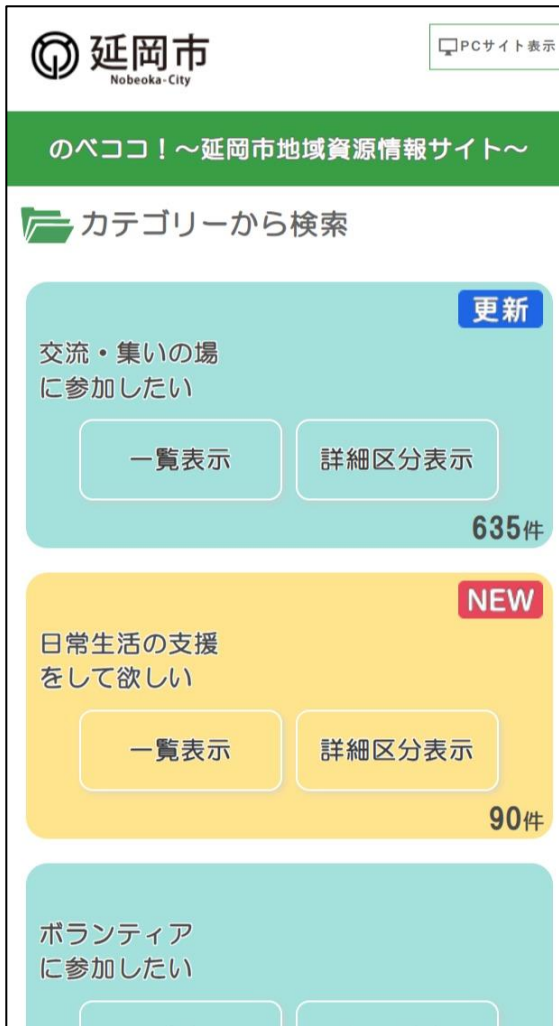 延岡市
Nobeoka-City
PCサイト表示
のベココ！～延岡市地域資源情報サイト～
カテゴリーから検索
更新
交流・集いの場
に参加したい
一覧表示
詳細区分表示
635件
NEW
日常生活の支援
をして欲しい
一覧表示
詳細区分表示
90件
ボランティア
に参加したい